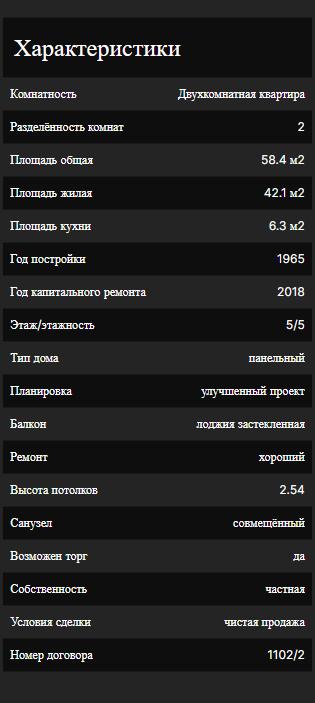 Характеристики
Комнатность Двухкомнатная квартира
Разделённость комнат 2
Площадь общая 58.4 м2
Площадь жилая 42.1 м2
Площадь кухни 6.3 м2
Год постройки 1965
Год капитального ремонта 2018
Этаж/этажность 5/5
Тип дома панельный
Планировка улучшенный проект
Балкон лоджия застекленная
Ремонт хороший
Высота потолков 2.54
Санузел совмещённый
Возможен торг да
Собственность частная
Условия сделки чистая продажа
Номер договора 1102/2